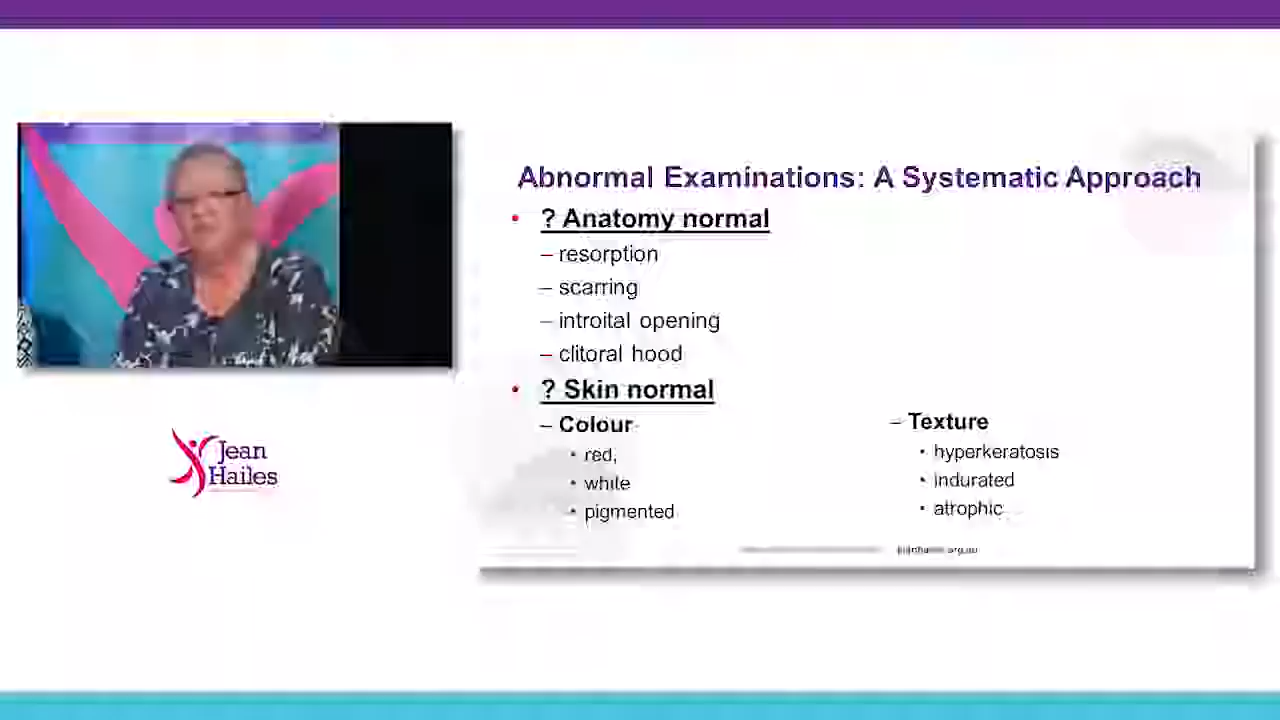 Abnormal Examinations: A Systematic Approach
• ? Anatomy normal
– resorption
– scarring
– introital opening
– clitoral hood
• ? Skin normal
– Colour
• red,
• white
• pigmented
– Texture
• hyperkeratosis
• indurated
• atrophic
Jean
Hailes